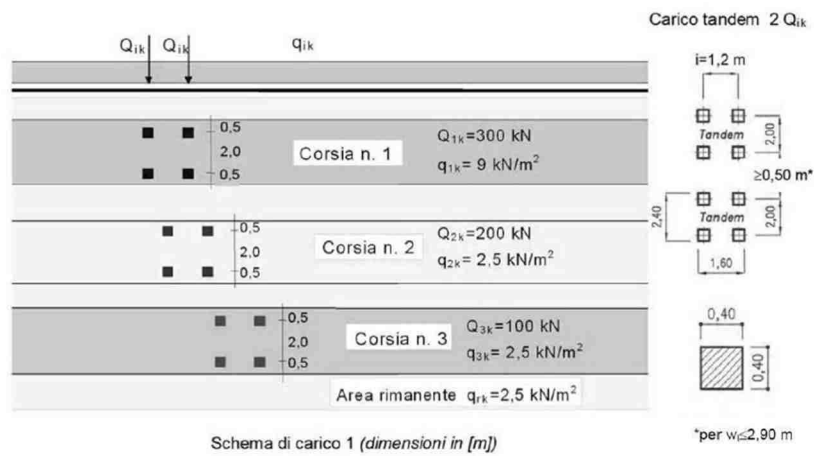 Carico tandem 2 Qik
Qik Qik qik
i=1,2 m
0,5
2,0
0,5
Corsia n. 1
Q1k=300 kN
q1k= 9 kN/m²
Tandem
2,00
≥0,50 m*
0,5
2,0
0,5
Corsia n. 2
Q2k=200 kN
q2k= 2,5 kN/m²
2,40
Tandem
2,00
1,60
0,5
2,0
0,5
Corsia n. 3
Q3k=100 kN
q3k= 2,5 kN/m²
0,40
0,40
Area rimanente qrk=2,5 kN/m²
Schema di carico 1 (dimensioni in [m])
*per wl≤2,90 m